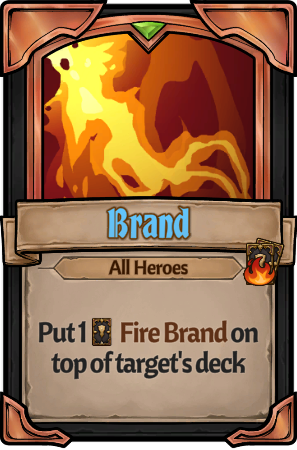 Brand
All Heroes
Put 1 Fire Brand on
top of target's deck